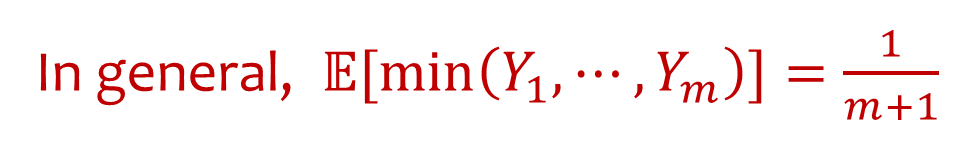 In general, 𝔼[min(Y₁, ⋯ , Yₘ)] = 1/(m+1)